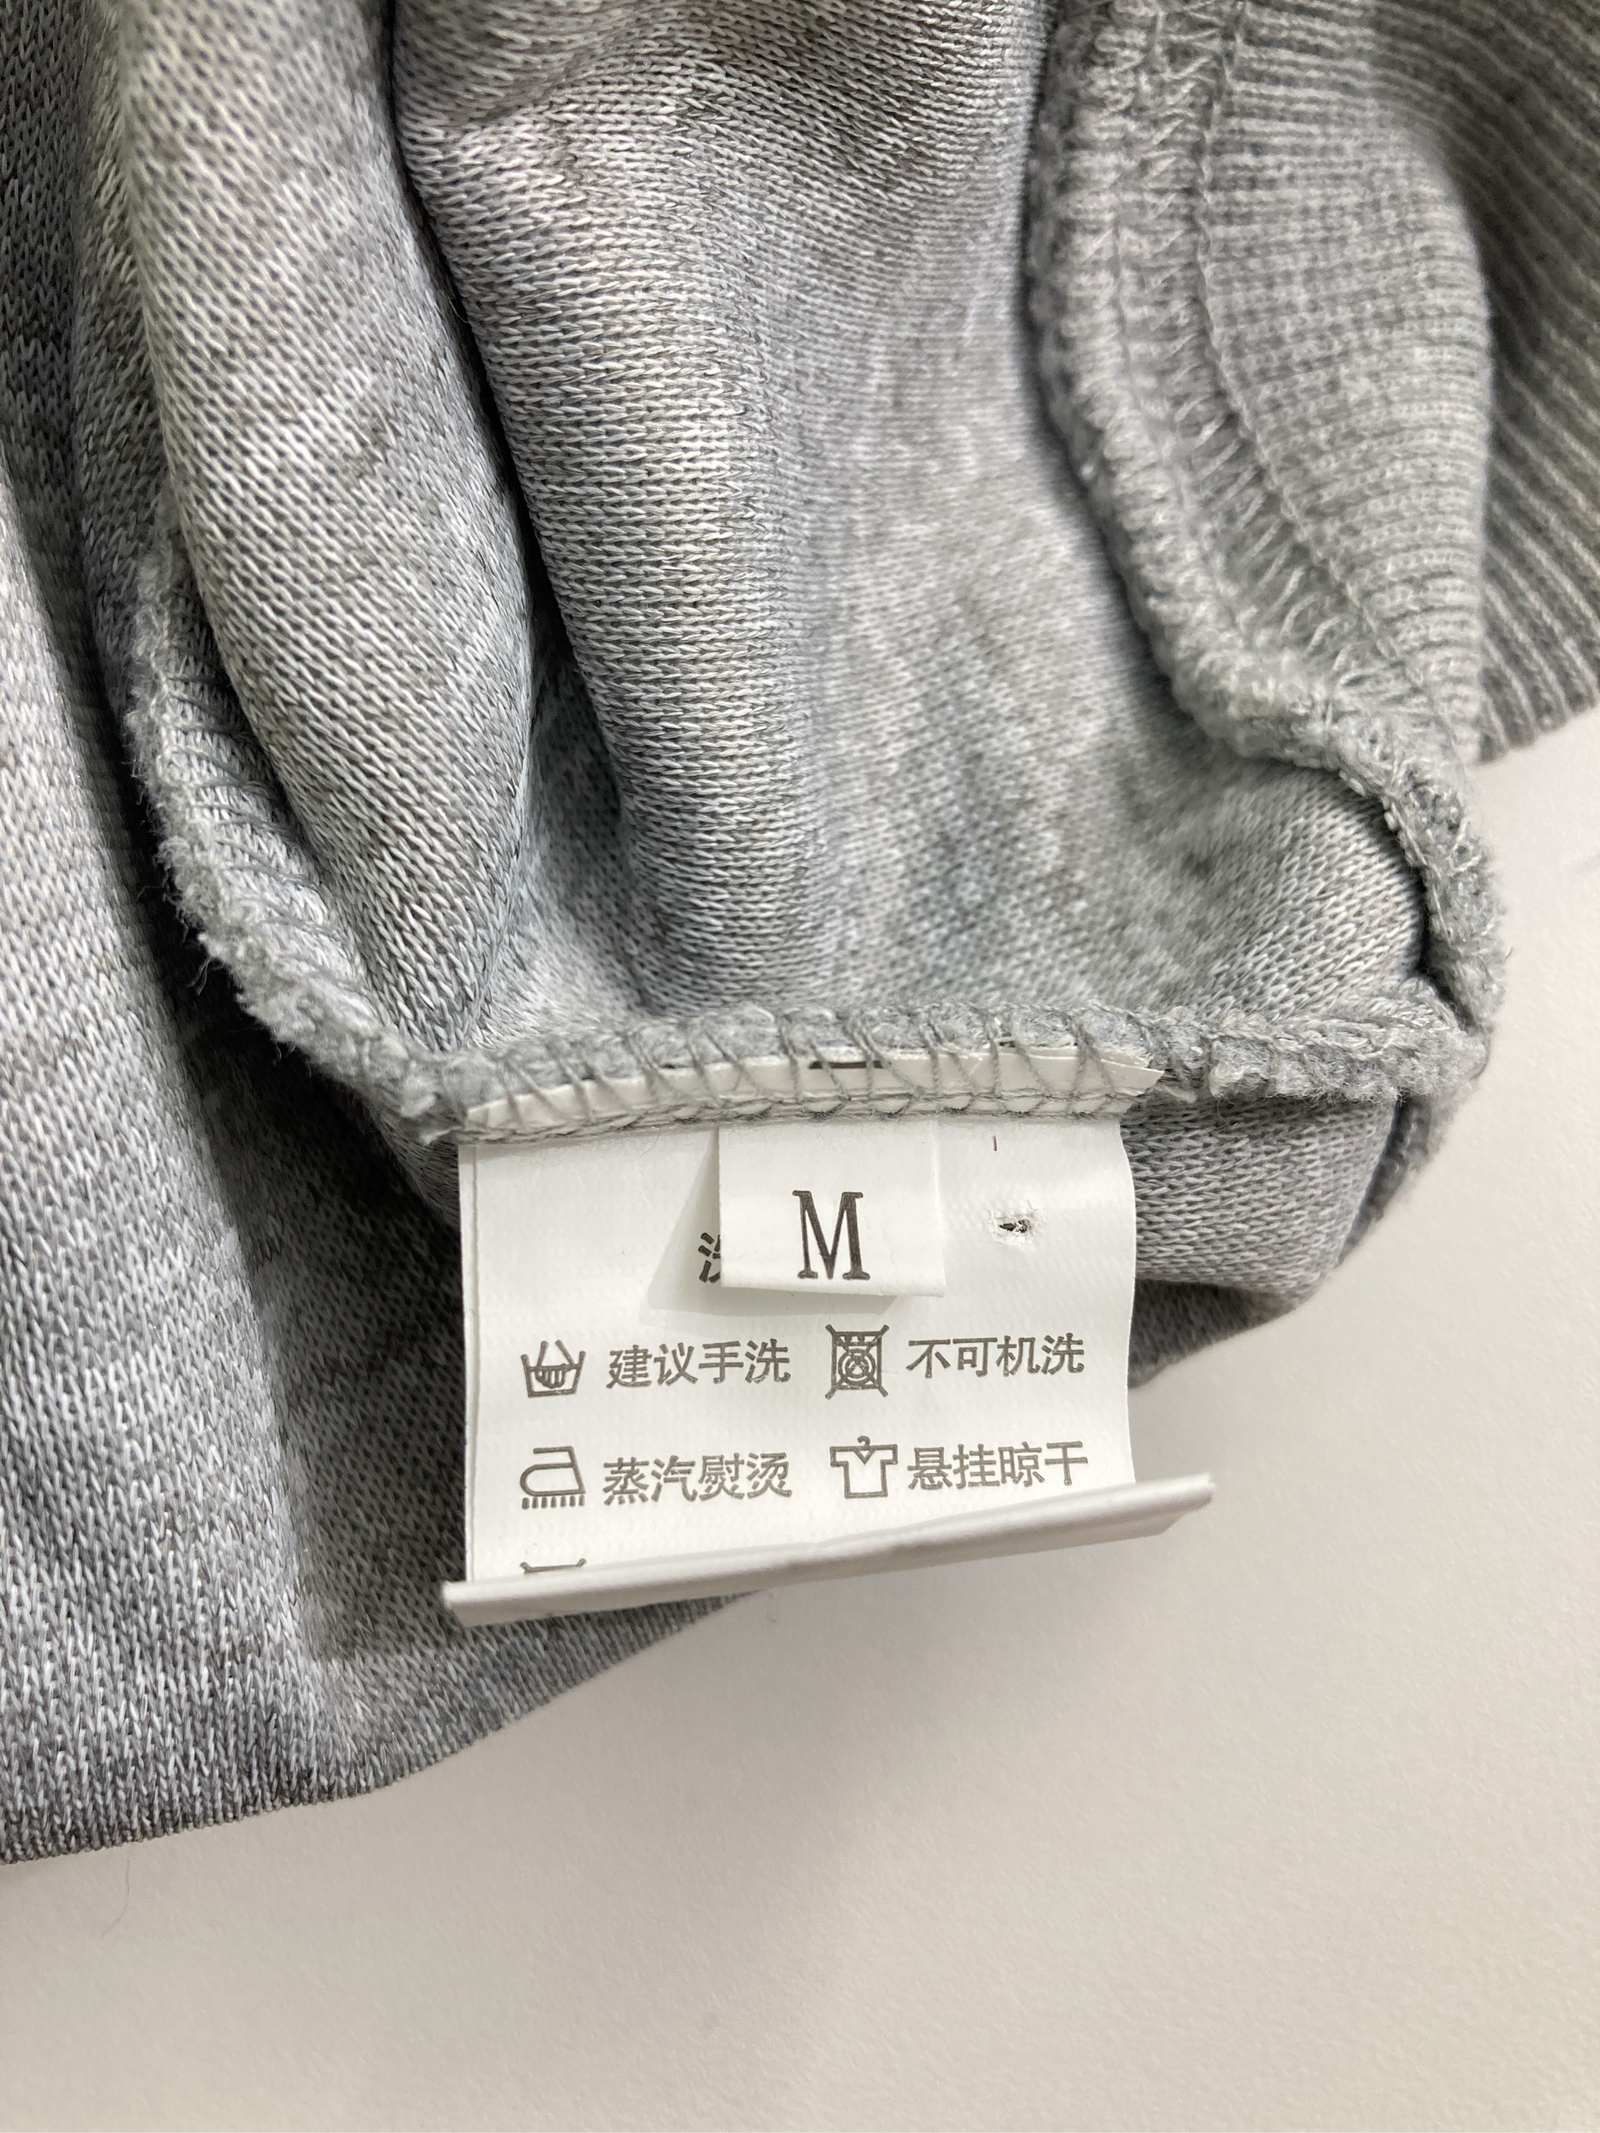 M
建议手洗 不可机洗
蒸汽熨烫 悬挂晾干